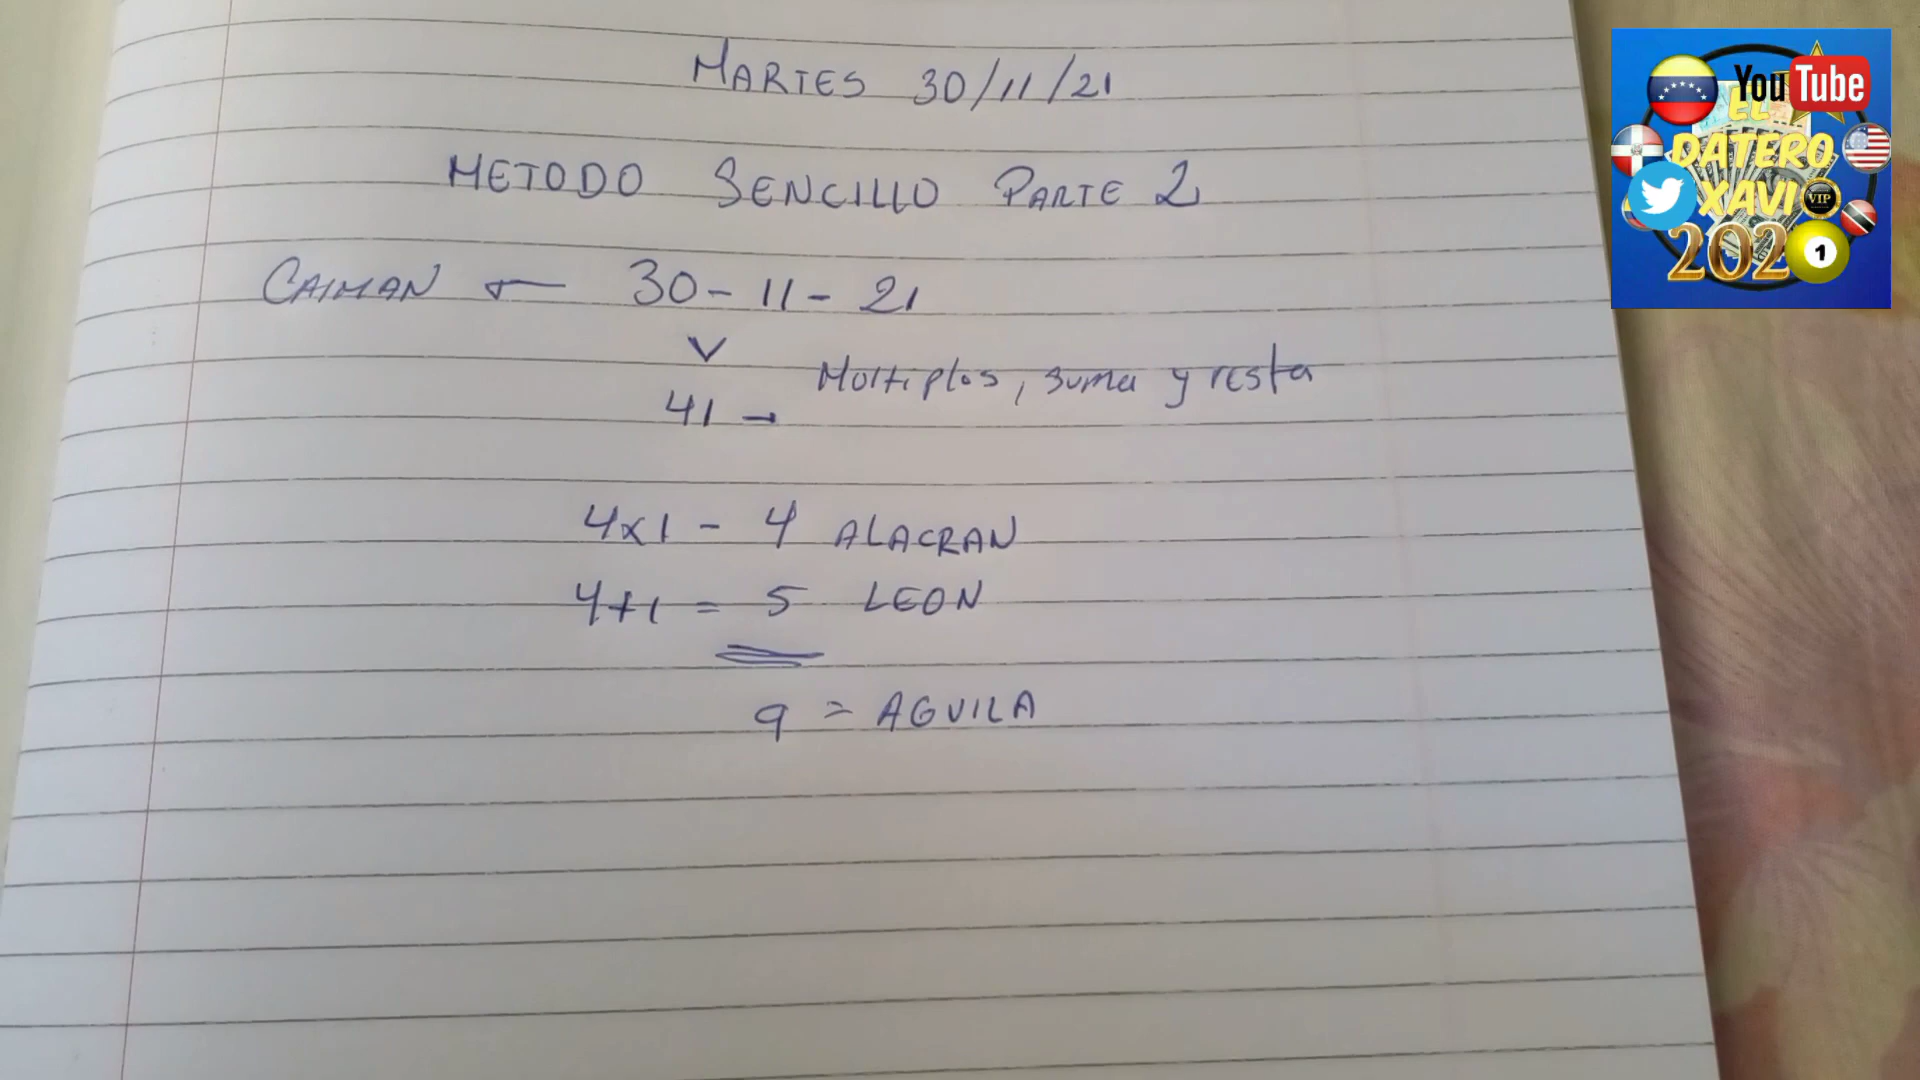 MARTES 30/11/21
METODO SENCILLO PARTE 2
CAIMAN ← 30-11-21
41 → Multiplos, suma y resta
4x1 - 4 ALACRAN
4+1 = 5 LEON
9 = AGUILA
YouTube
EL
DATERO
XAVI VIP
202 1